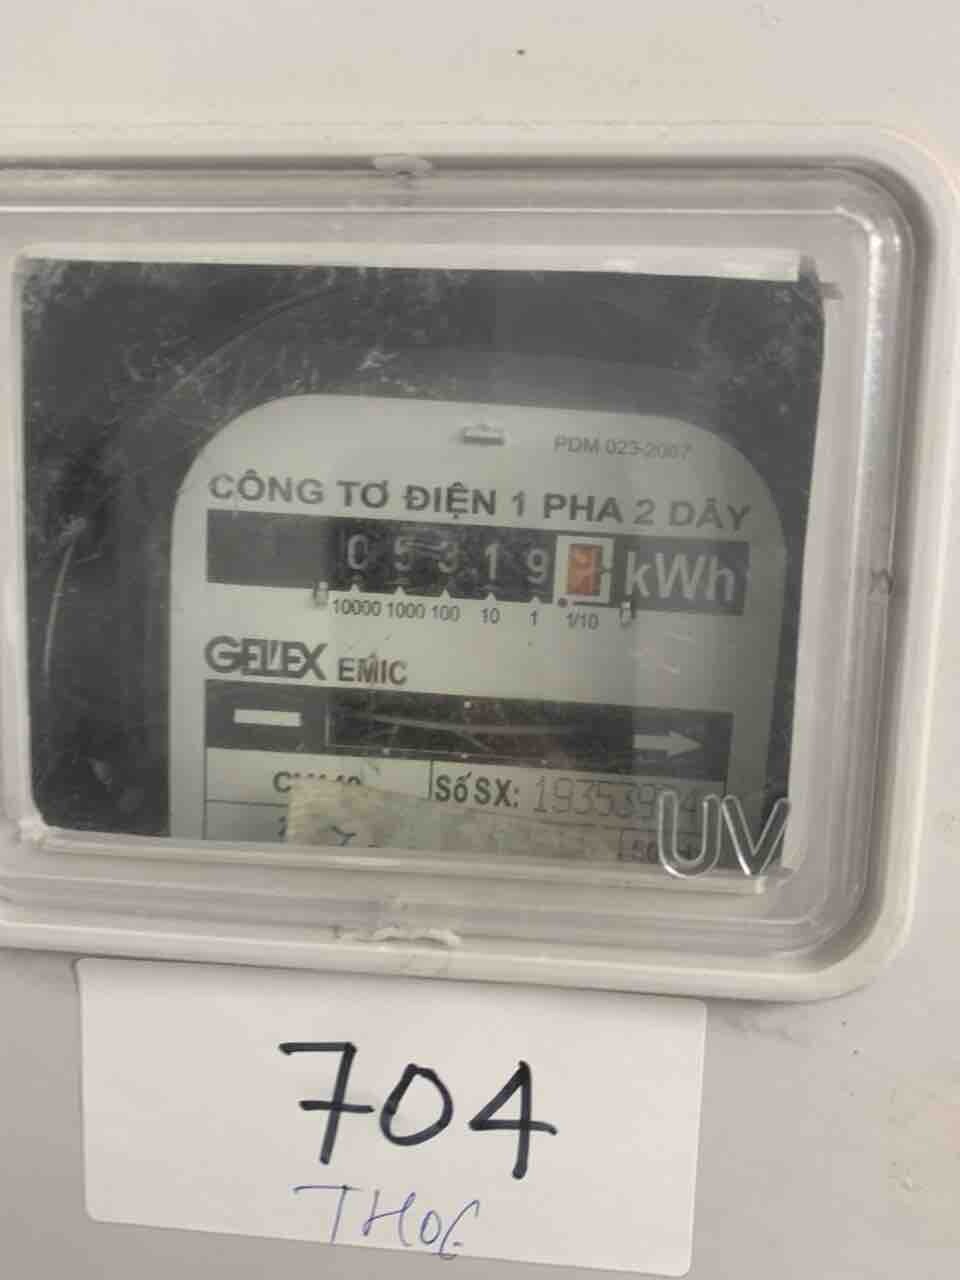 PDM 023-2007
CÔNG TƠ ĐIỆN 1 PHA 2 DÂY
0 5 3 1 9 kWh
10000 1000 100 10 1 1/10
GELEX EMIC
Số SX:
UV
704
TH06